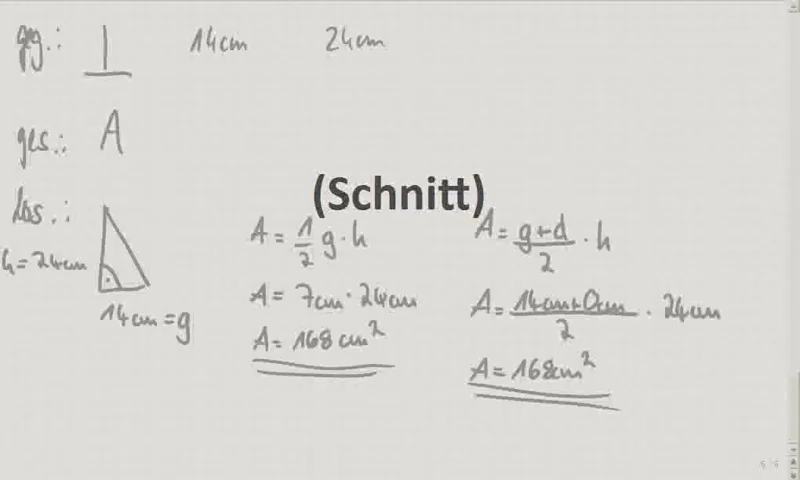 geg.: 14cm 24cm
ges.: A
(Schnitt)
Lös.:
h = 24cm
14cm = g
A = 1/2 g · h
A = 7cm · 24cm
A = 168 cm²
A = g+d/2 · h
A = 14cm+0cm/2 · 24cm
A = 168cm²